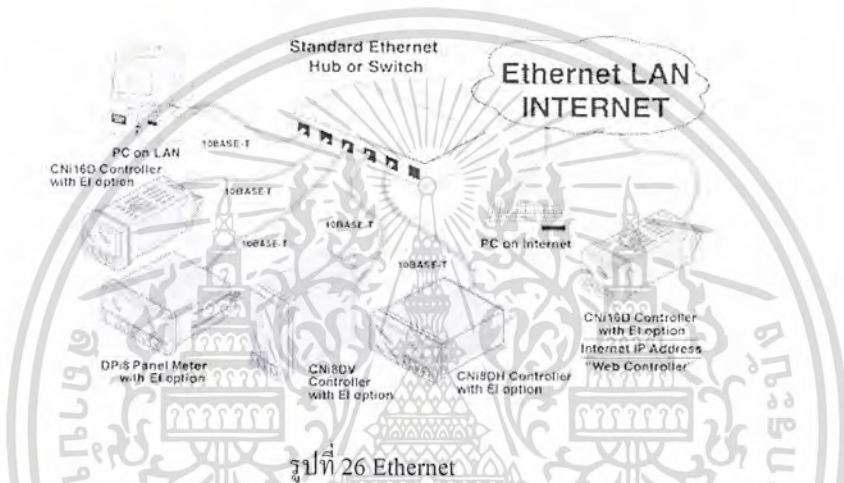 Standard Ethernet
Hub or Switch
Ethernet LAN
INTERNET
PC on LAN
10BASE-T
CNi16D Controller
with EI option
10BASE-T
10BASE-T
10BASE-T
10BASE-T
PC on Internet
DPi8 Panel Meter
with EI option
CNi8DV
Controller
with EI option
CNi8DH Controller
with EI option
CNi16D Controller
with EI option
Internet IP Address
"Web Controller"
รูปที่ 26 Ethernet